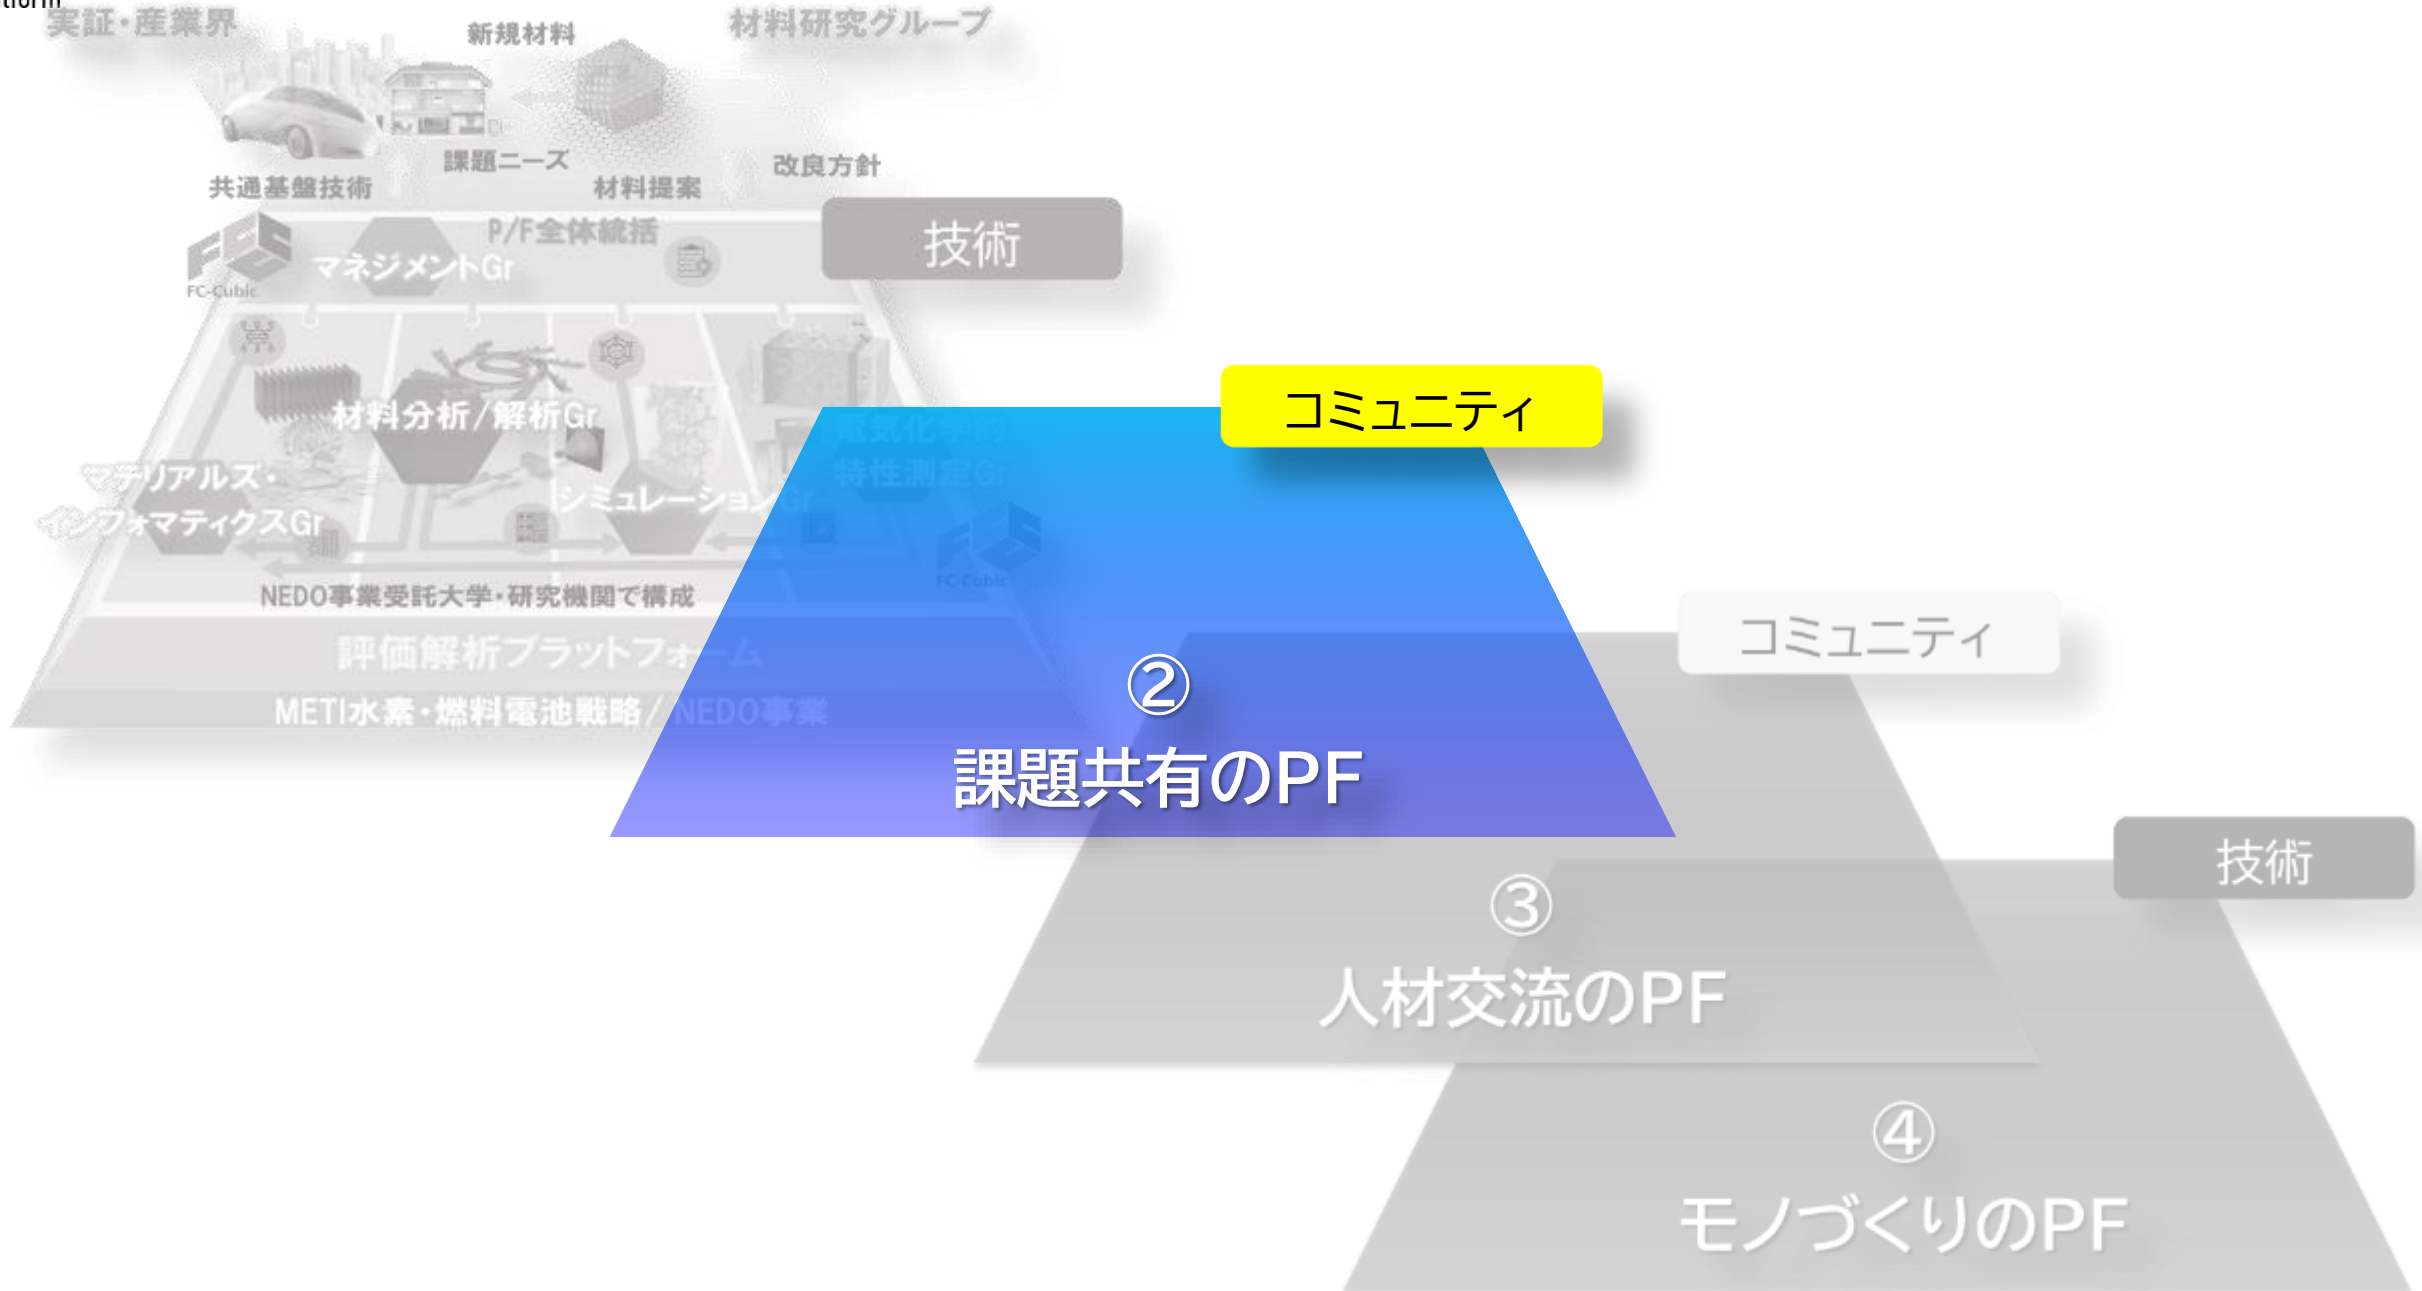 実証・産業界
新規材料
材料研究グループ
課題ニーズ
改良方針
共通基盤技術
材料提案
P/F全体統括
技術
マネジメントGr
FC-Cubic
コミュニティ
材料分析/解析Gr
電気化学的
特性測定Gr
マテリアルズ・
インフォマティクスGr
シミュレーションGr
FC-Cubic
NEDO事業受託大学・研究機関で構成
評価解析プラットフォーム
METI水素・燃料電池戦略/ NEDO事業
②
課題共有のPF
コミュニティ
③
人材交流のPF
技術
④
モノづくりのPF